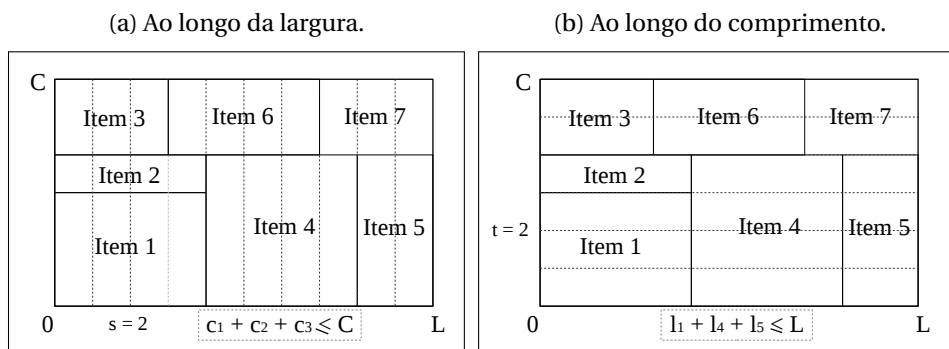 (a) Ao longo da largura.
C
Item 3
Item 6
Item 7
Item 2
Item 1
Item 4
Item 5
0
s = 2
c₁ + c₂ + c₃ ⩽ C
L
(b) Ao longo do comprimento.
C
Item 3
Item 6
Item 7
Item 2
t = 2
Item 1
Item 4
Item 5
0
l₁ + l₄ + l₅ ⩽ L
L